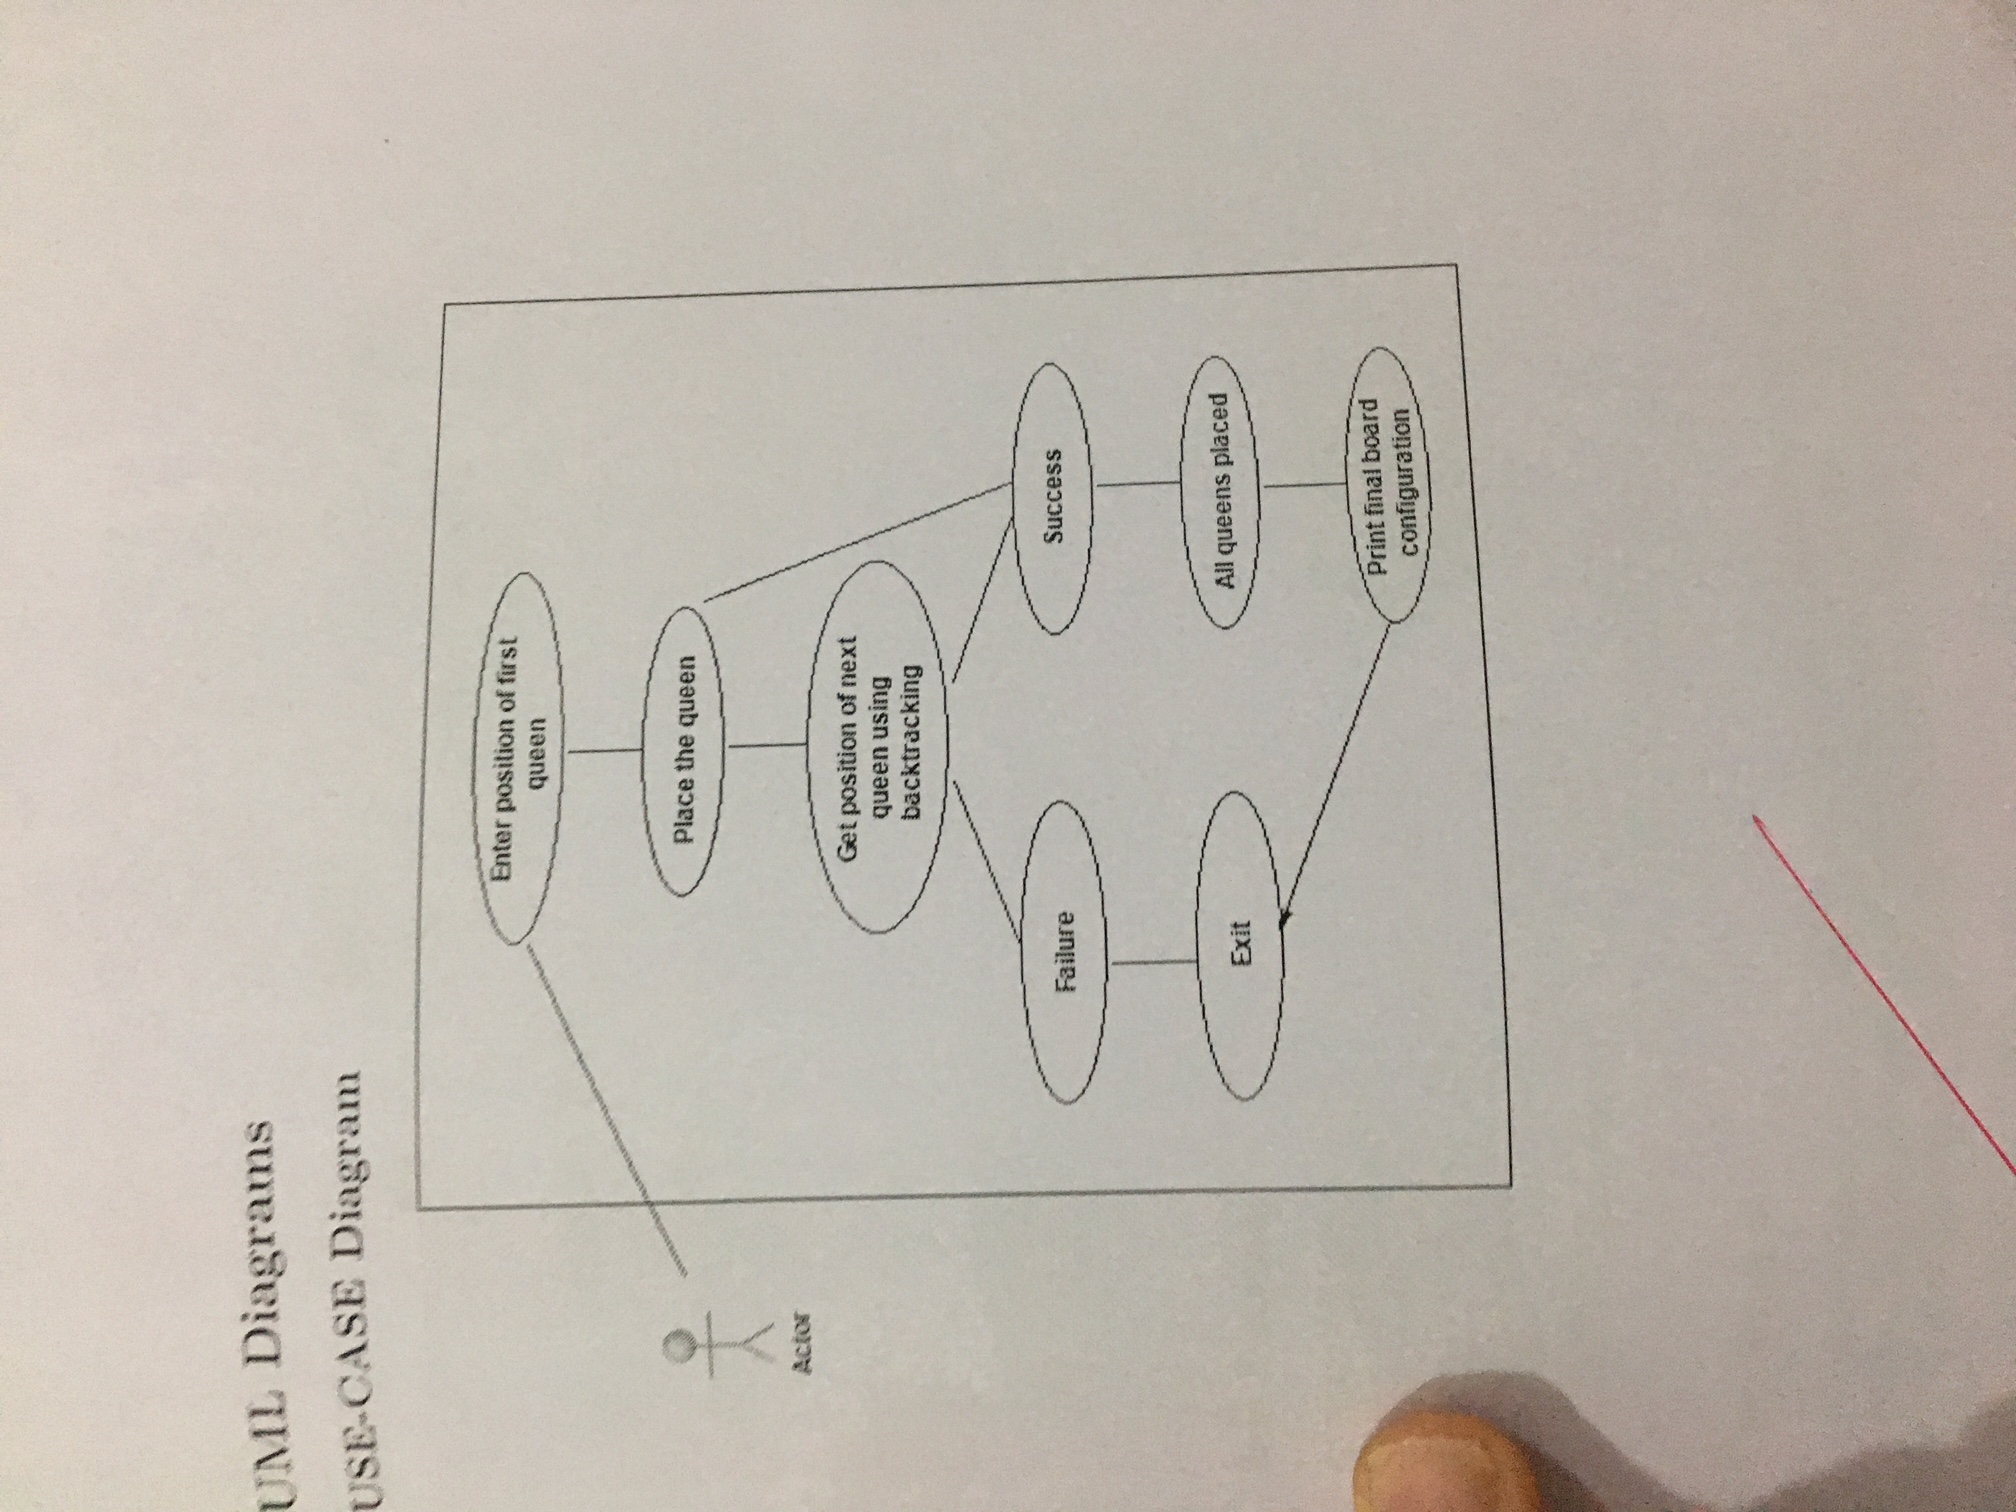 UML Diagrams
USE-CASE Diagram
Enter position of first
queen
Place the queen
Actor
Get position of next
queen using
backtracking
Failure
Success
Exit
All queens placed
Print final board
configuration